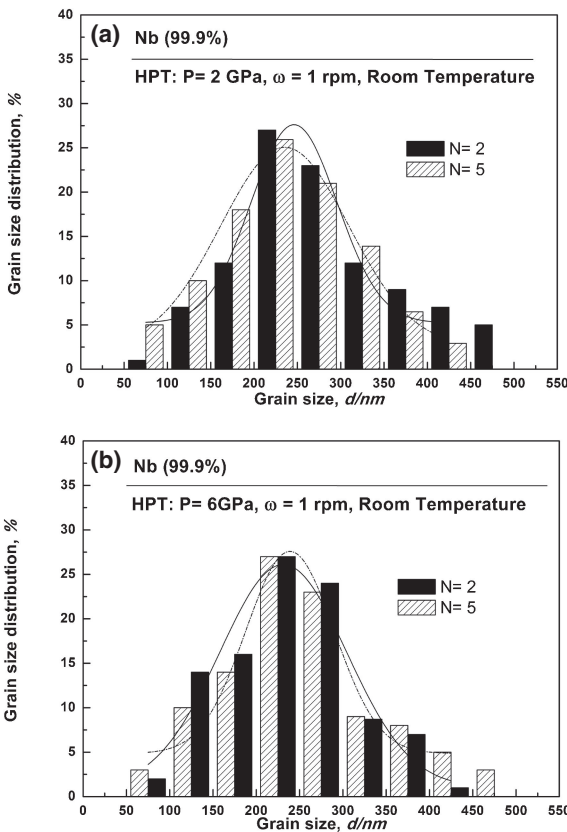 (a)
Nb (99.9%)
HPT: P= 2 GPa, ω = 1 rpm, Room Temperature
N= 2
N= 5
Grain size distribution, %
40
35
30
25
20
15
10
5
0
0 50 100 150 200 250 300 350 400 450 500 550
Grain size, d/nm
(b)
Nb (99.9%)
HPT: P= 6GPa, ω = 1 rpm, Room Temperature
N= 2
N= 5
Grain size distribution, %
40
35
30
25
20
15
10
5
0
0 50 100 150 200 250 300 350 400 450 500 550
Grain size, d/nm